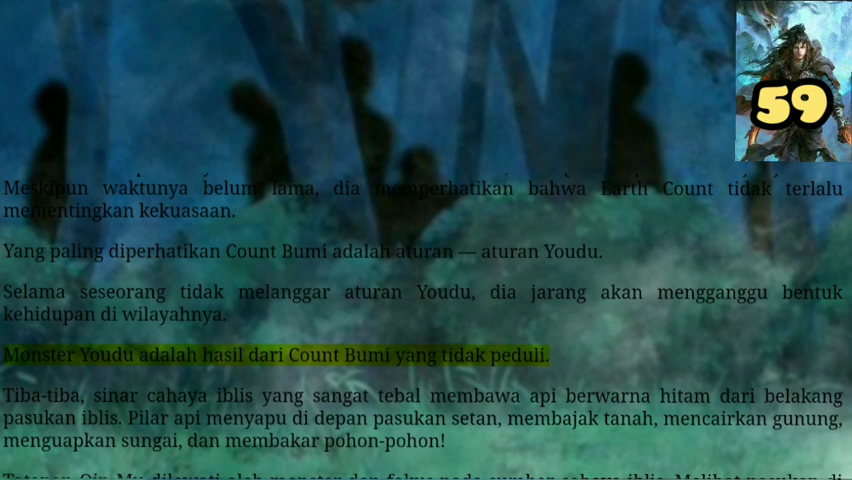 59
Meskipun waktunya belum lama, dia memperhatikan bahwa Earth Count tidak terlalu
mementingkan kekuasaan.
Yang paling diperhatikan Count Bumi adalah aturan — aturan Youdu.
Selama seseorang tidak melanggar aturan Youdu, dia jarang akan mengganggu bentuk
kehidupan di wilayahnya.
Monster Youdu adalah hasil dari Count Bumi yang tidak peduli.
Tiba-tiba, sinar cahaya iblis yang sangat tebal membawa api berwarna hitam dari belakang
pasukan iblis. Pilar api menyapu di depan pasukan setan, membajak tanah, mencairkan gunung,
menguapkan sungai, dan membakar pohon-pohon!